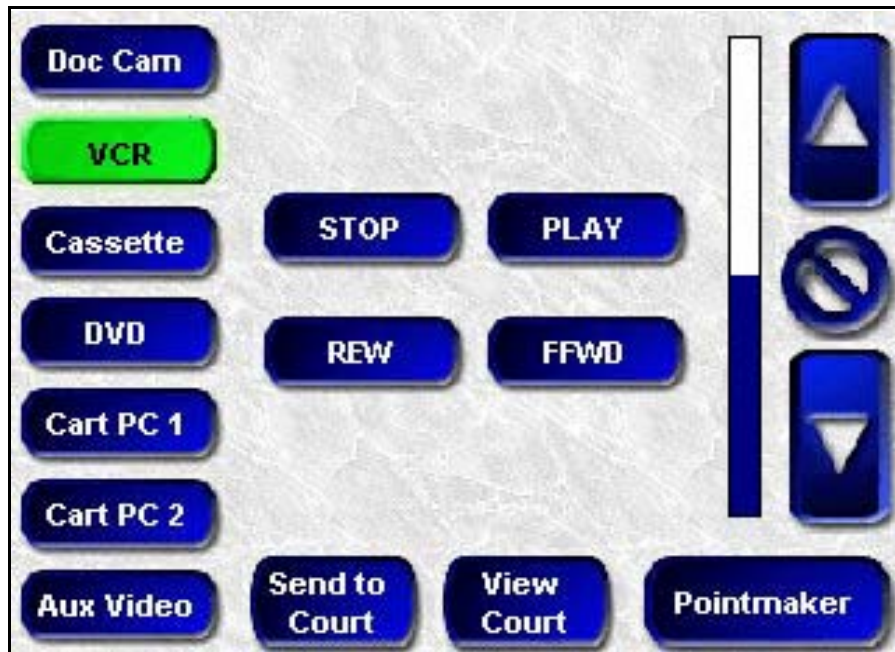 Doc Cam
VCR
Cassette
DVD
Cart PC 1
Cart PC 2
Aux Video
STOP
PLAY
REW
FFWD
Send to
Court
View
Court
Pointmaker